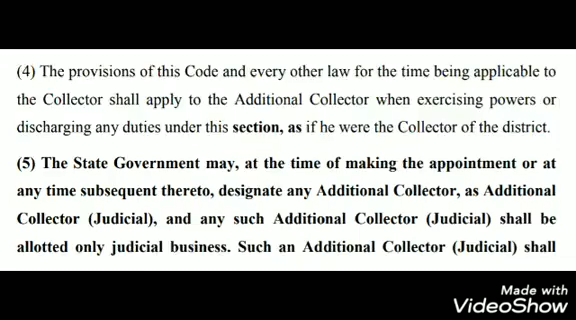 (4) The provisions of this Code and every other law for the time being applicable to
the Collector shall apply to the Additional Collector when exercising powers or
discharging any duties under this section, as if he were the Collector of the district.
(5) The State Government may, at the time of making the appointment or at
any time subsequent thereto, designate any Additional Collector, as Additional
Collector (Judicial), and any such Additional Collector (Judicial) shall be
allotted only judicial business. Such an Additional Collector (Judicial) shall
Made with
VideoShow